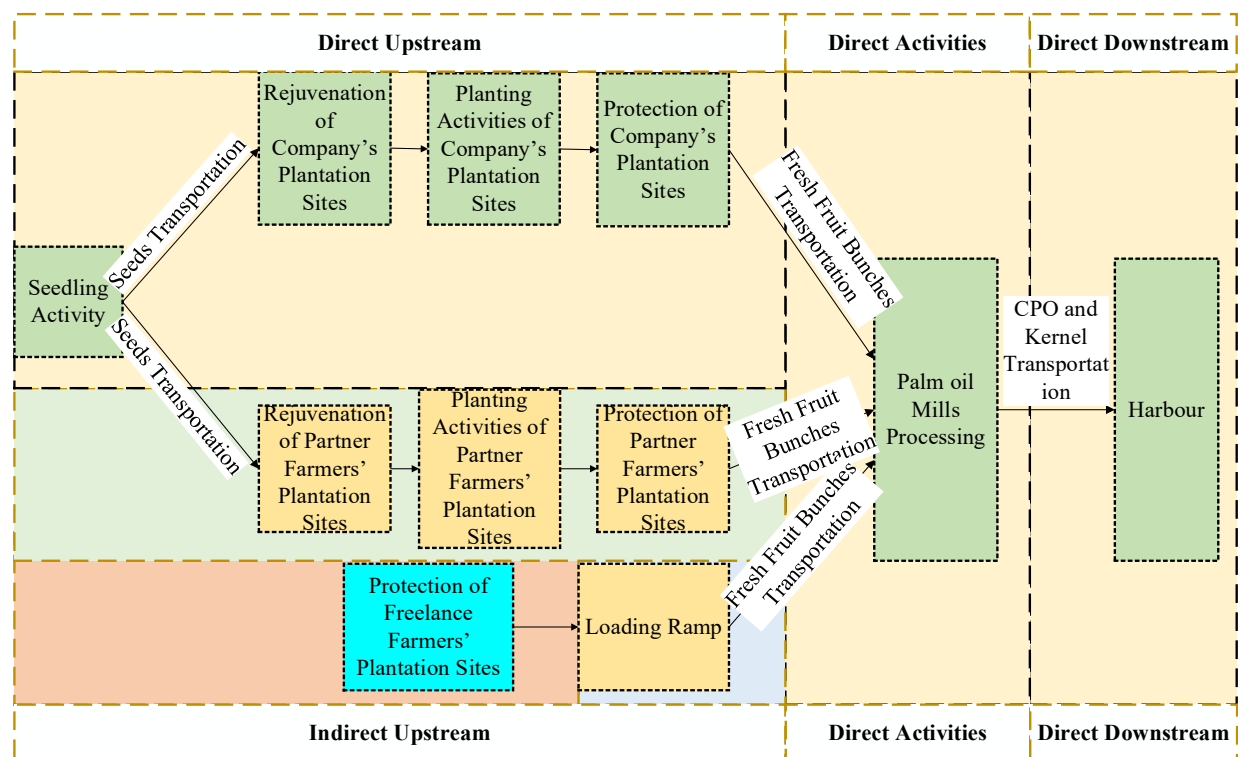 Direct Upstream
Direct Activities
Direct Downstream
Rejuvenation
of
Company's
Plantation
Sites
Planting
Activities of
Company's
Plantation
Sites
Protection of
Company's
Plantation
Sites
Seeds Transportation
Fresh Fruit Bunches
Transportation
Seedling
Activity
Seeds Transportation
CPO and
Kernel
Transportat
ion
Palm oil
Mills
Processing
Harbour
Rejuvenation
of Partner
Farmers'
Plantation
Sites
Planting
Activities of
Partner
Farmers'
Plantation
Sites
Protection of
Partner
Farmers'
Plantation
Sites
Fresh Fruit
Bunches
Transportation
Fresh Fruit Bunches
Transportation
Protection of
Freelance
Farmers'
Plantation Sites
Loading Ramp
Indirect Upstream
Direct Activities
Direct Downstream